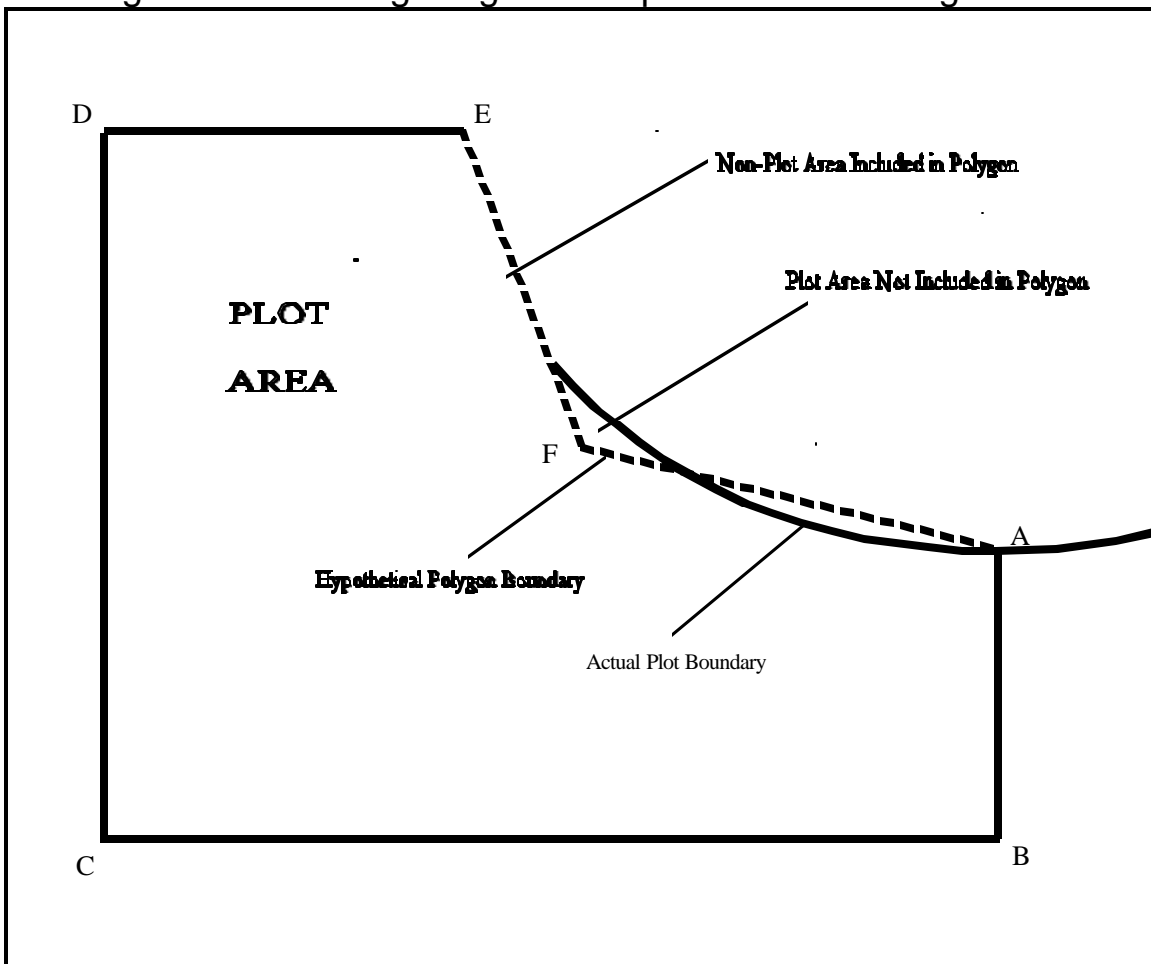 D
E
Non-Plot Area Included in Polygon
Plot Area Not Included in Polygon
PLOT
AREA
F
A
Hypothetical Polygon Boundary
Actual Plot Boundary
C
B